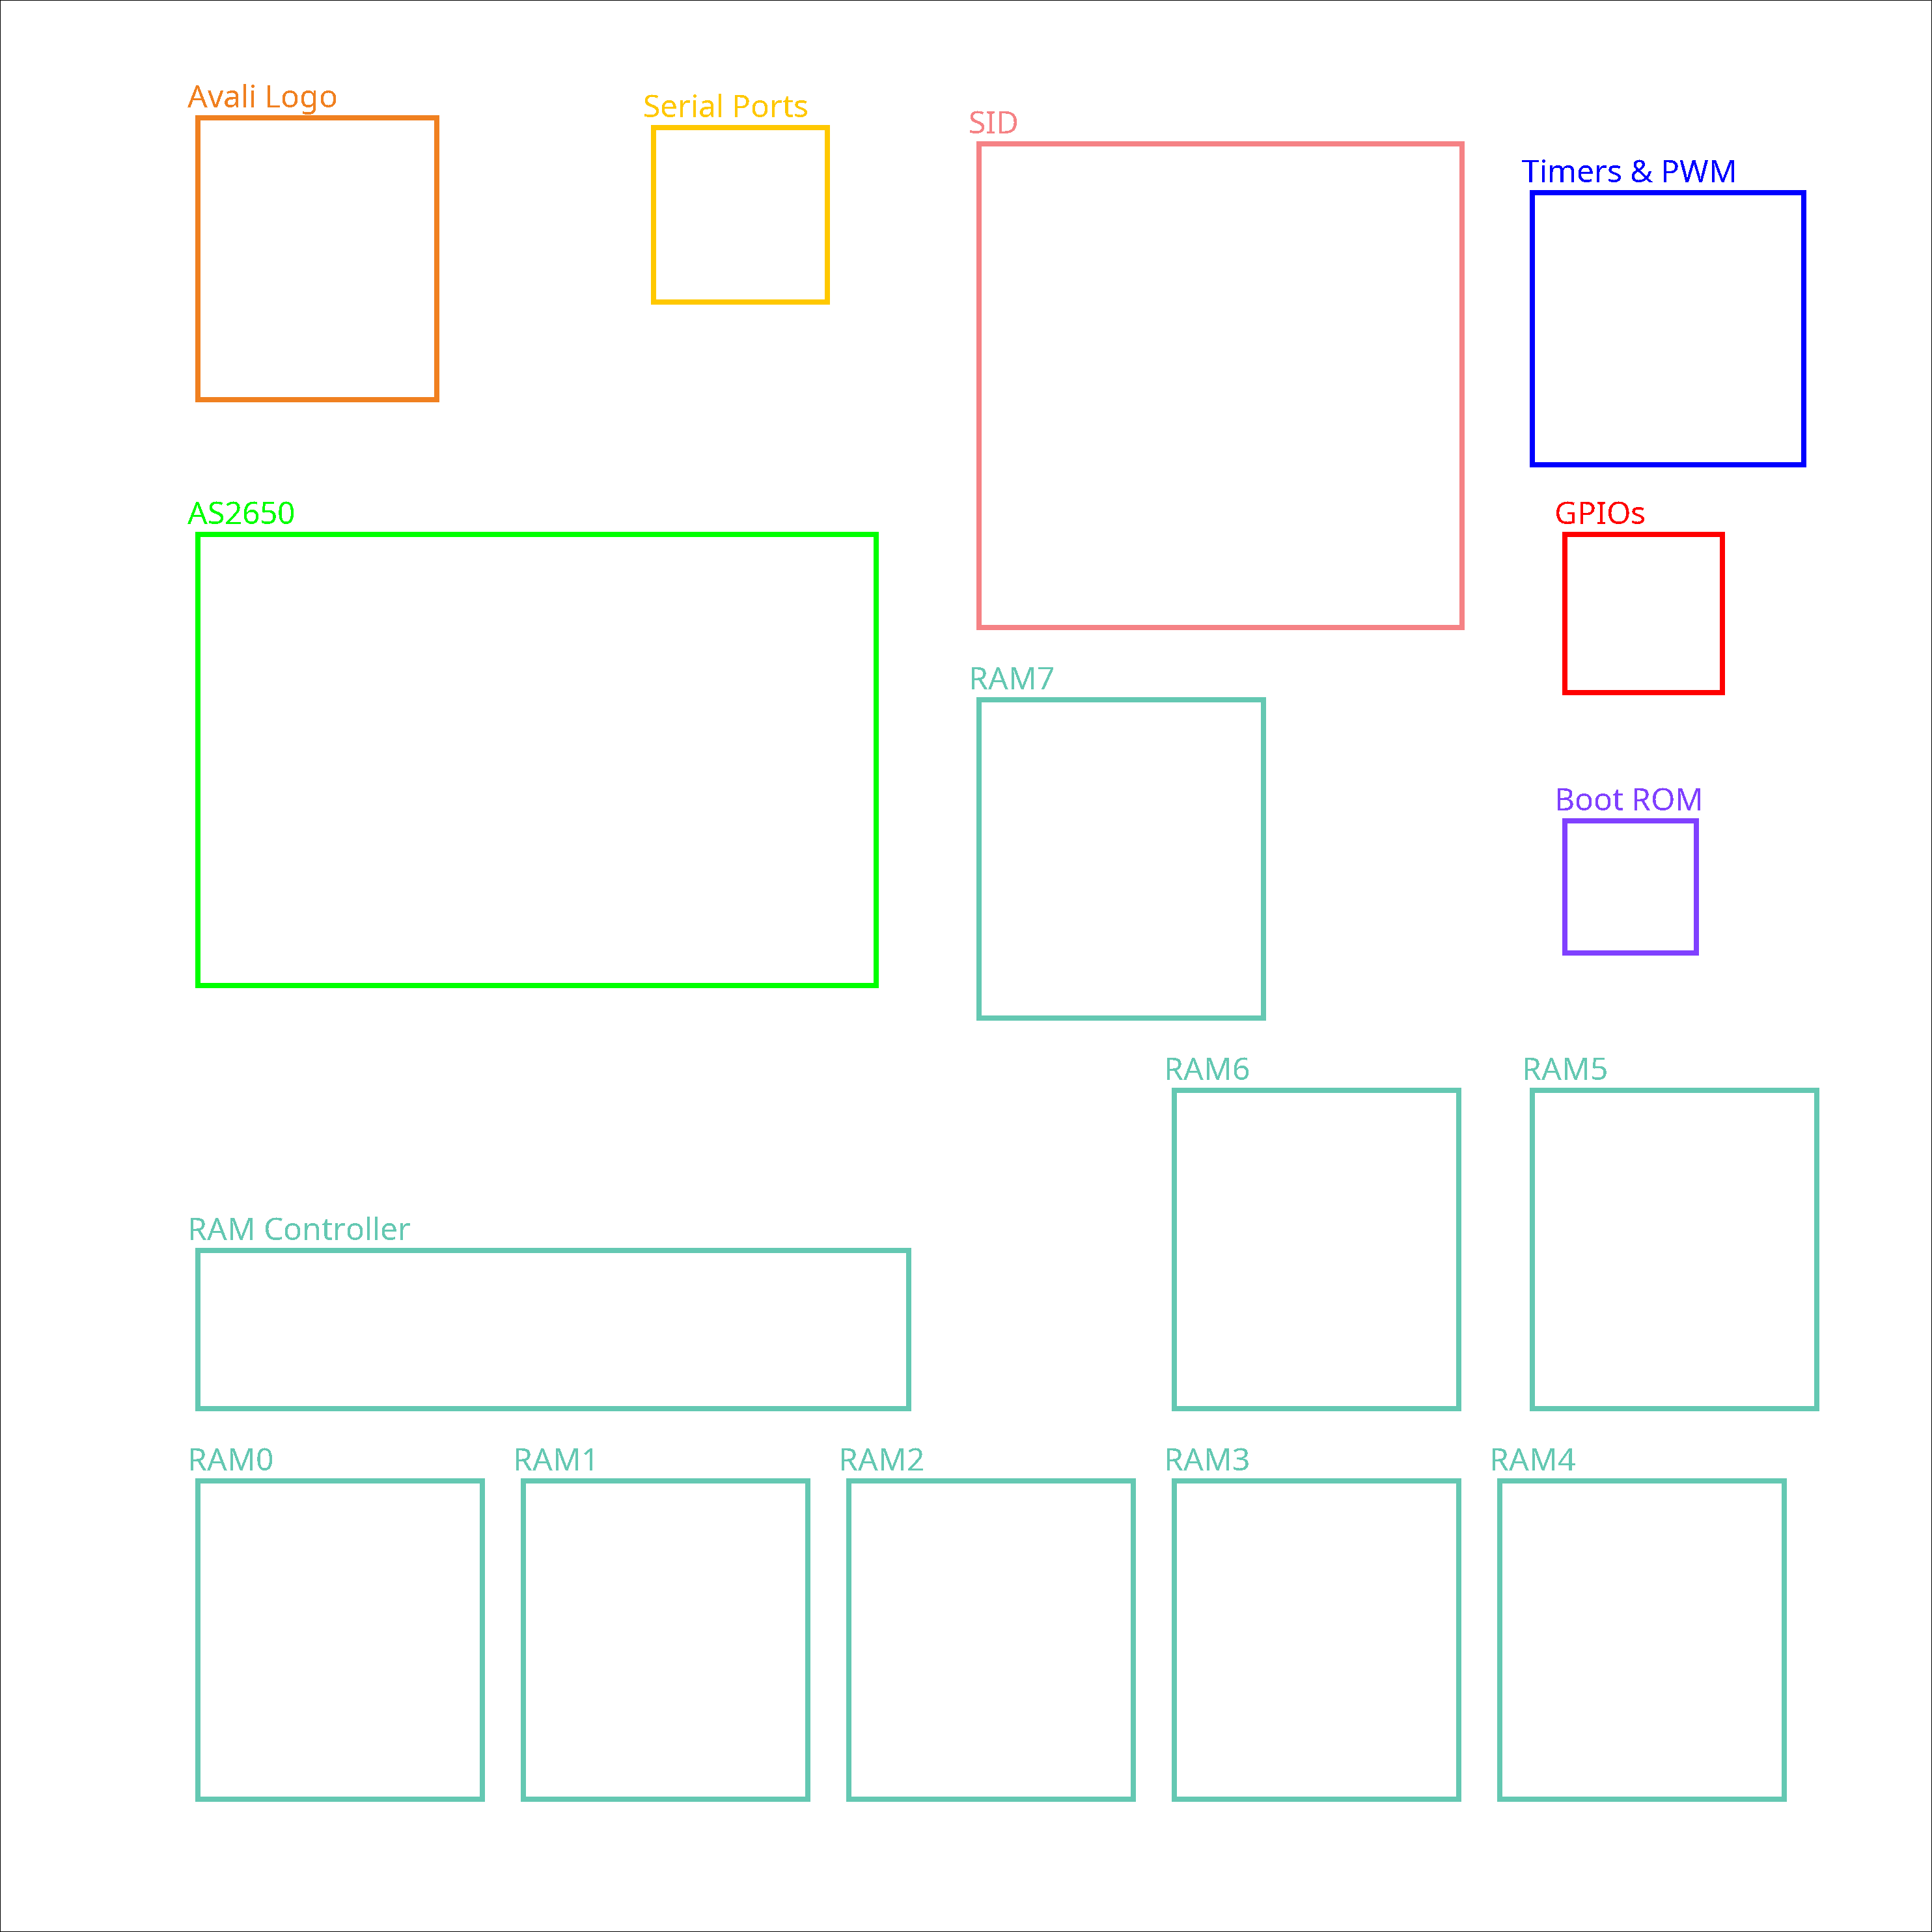 Avali Logo
Serial Ports
SID
Timers & PWM
AS2650
GPIOs
RAM7
Boot ROM
RAM6
RAM5
RAM Controller
RAM0
RAM1
RAM2
RAM3
RAM4